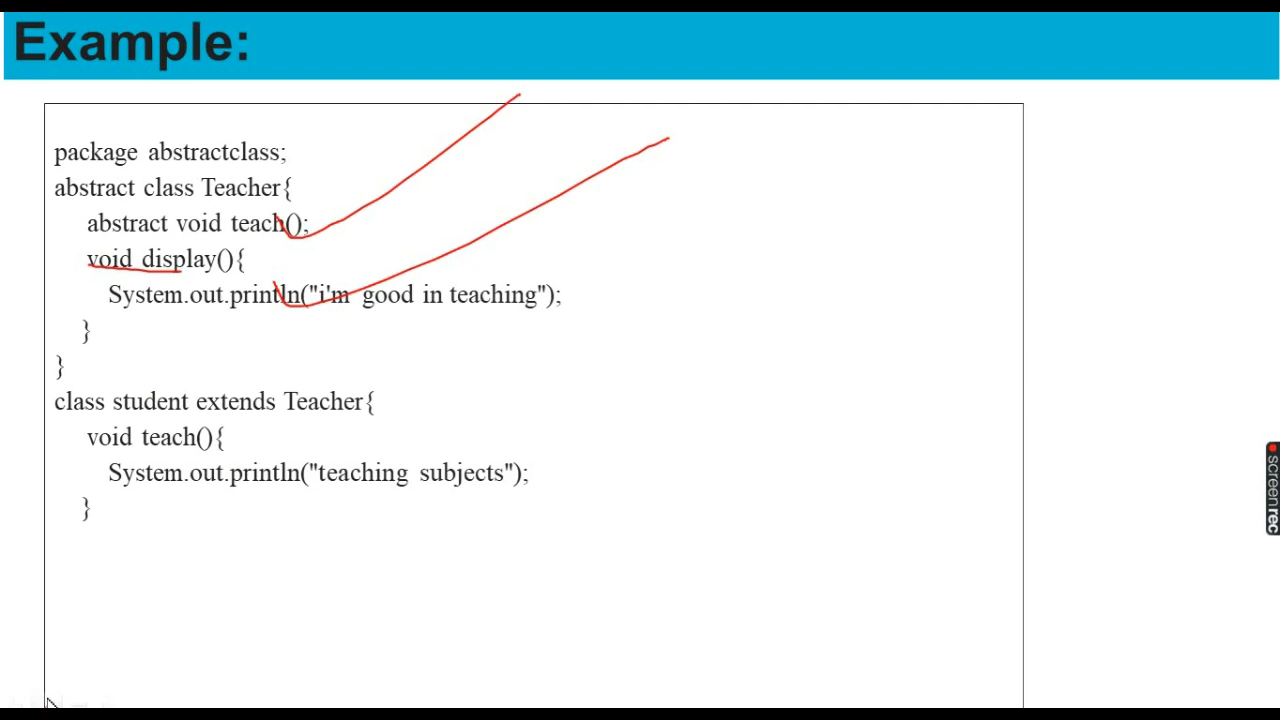 Example:
package abstractclass;
abstract class Teacher{
abstract void teach();
void display(){
System.out.println("i'm good in teaching");
}
}
class student extends Teacher{
void teach(){
System.out.println("teaching subjects");
}
screenrec